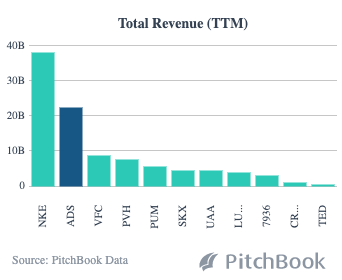 Total Revenue (TTM)
40B
30B
20B
10B
0
NKE
ADS
VFC
PVH
PUM
SKX
UAA
LU...
7936
CR...
TED
Source: PitchBook Data
PitchBook